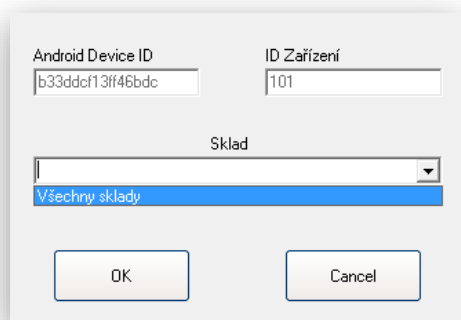 Android Device ID
ID Zařízení
b33ddcf13ff46bdc
101
Sklad
Všechny sklady
OK
Cancel